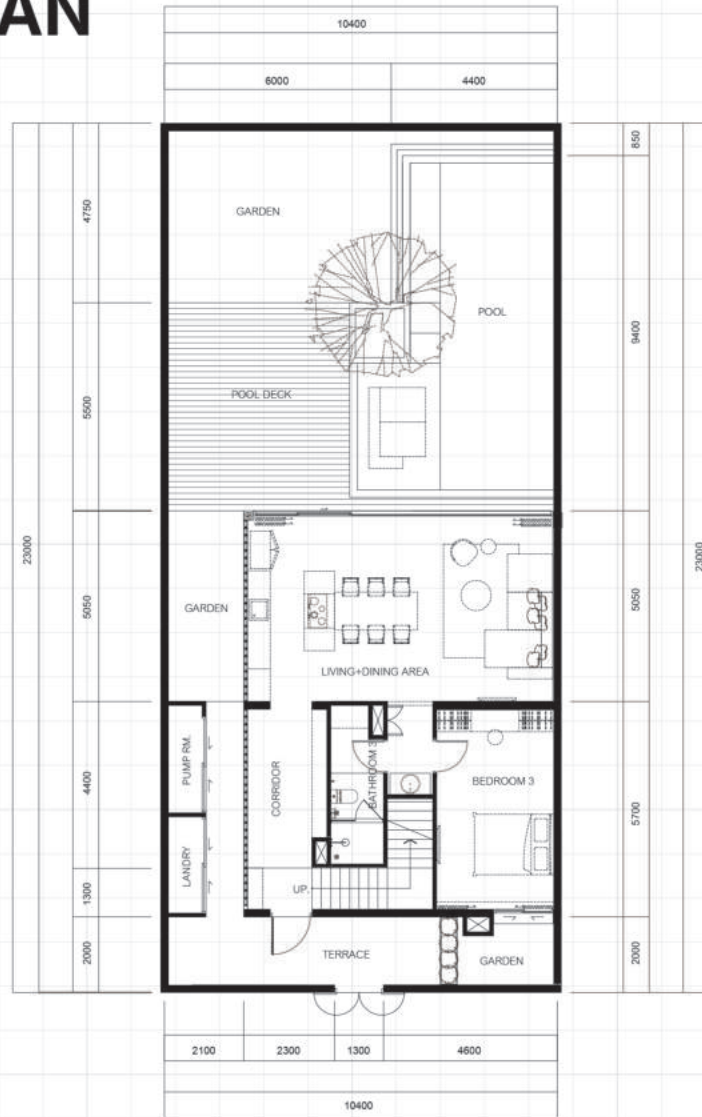 AN
10400
6000
4400
850
4750
GARDEN
POOL
9400
POOL DECK
5500
23000
23000
5050
GARDEN
5050
LIVING+DINING AREA
PUMP RM.
CORRIDOR
BATHROOM 3
BEDROOM 3
4400
5700
LANDRY
1300
UP.
2000
TERRACE
GARDEN
2000
2100
2300
1300
4600
10400